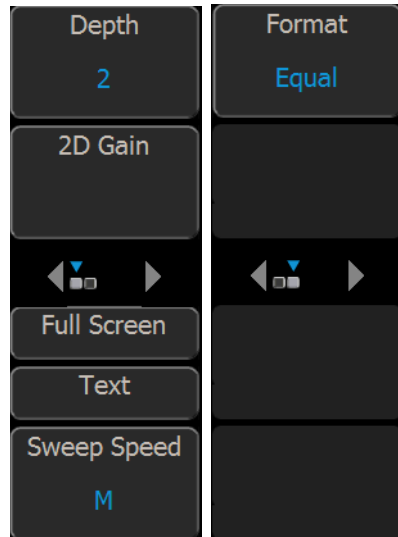 Depth
2
2D Gain
Full Screen
Text
Sweep Speed
M
Format
Equal